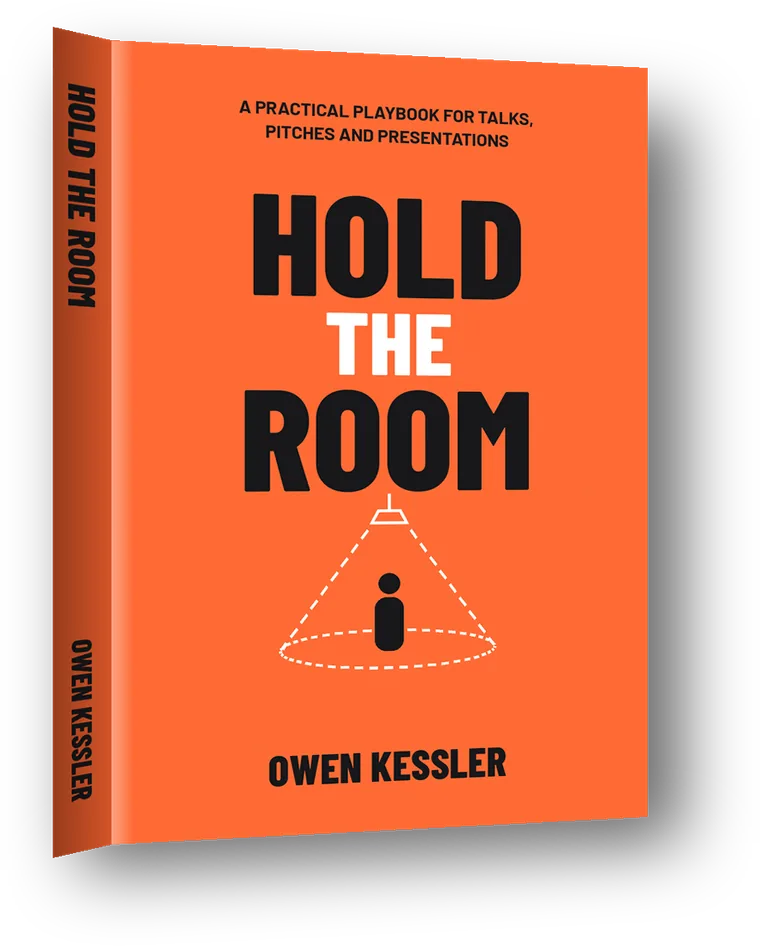 HOLD THE ROOM
OWEN KESSLER
A PRACTICAL PLAYBOOK FOR TALKS,
PITCHES AND PRESENTATIONS
HOLD
THE
ROOM
OWEN KESSLER